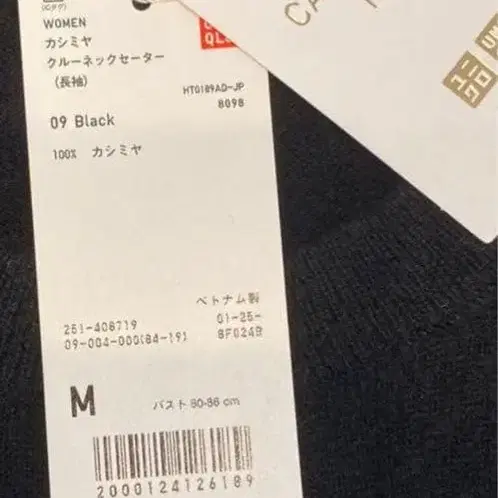 WOMEN
カシミヤ
クルーネックセーター
(長袖)
HT0189AD-JP
8098
09 Black
100% カシミヤ
ベトナム製
251-408719
01-25-
09-004-000(84-19)
8F024B
M
バスト 80-86 cm
2000124126189
CA